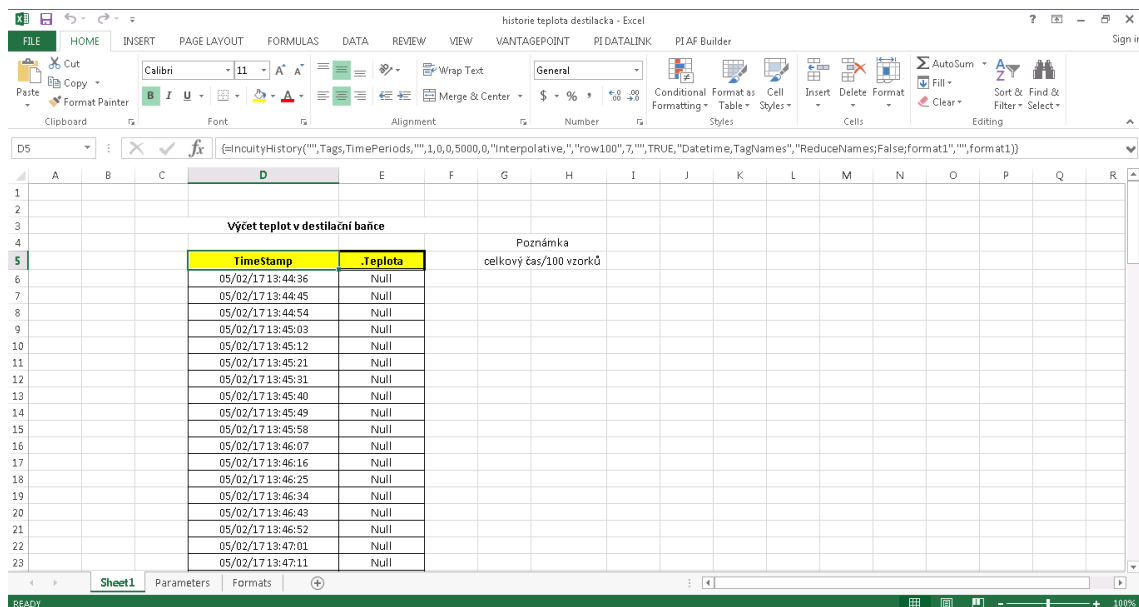 historie teplota destilacka - Excel
FILE HOME INSERT PAGE LAYOUT FORMULAS DATA REVIEW VIEW VANTAGEPOINT PI DATALINK PI AF Builder Sign in
Cut
Copy
Format Painter
Paste
Clipboard
Calibri 11
B I U
Font
Wrap Text
Merge & Center
Alignment
General
$ % ,
Number
Conditional Formatting
Format as Table
Cell Styles
Styles
Insert Delete Format
Cells
AutoSum
Fill
Clear
Sort & Filter
Find & Select
Editing
D5 fx {=IncuityHistory("",Tags,TimePeriods,"",1,0,0,5000,0,"Interpolative,","row100",7,"",TRUE,"Datetime,TagNames","ReduceNames;False;format1","",format1)}
A B C D E F G H I J K L M N O P Q R
1
2
3 Výčet teplot v destilační baňce
4 Poznámka
5 TimeStamp .Teplota celkový čas/100 vzorků
6 05/02/17 13:44:36 Null
7 05/02/17 13:44:45 Null
8 05/02/17 13:44:54 Null
9 05/02/17 13:45:03 Null
10 05/02/17 13:45:12 Null
11 05/02/17 13:45:21 Null
12 05/02/17 13:45:31 Null
13 05/02/17 13:45:40 Null
14 05/02/17 13:45:49 Null
15 05/02/17 13:45:58 Null
16 05/02/17 13:46:07 Null
17 05/02/17 13:46:16 Null
18 05/02/17 13:46:25 Null
19 05/02/17 13:46:34 Null
20 05/02/17 13:46:43 Null
21 05/02/17 13:46:52 Null
22 05/02/17 13:47:01 Null
23 05/02/17 13:47:11 Null
Sheet1 Parameters Formats
READY 100%